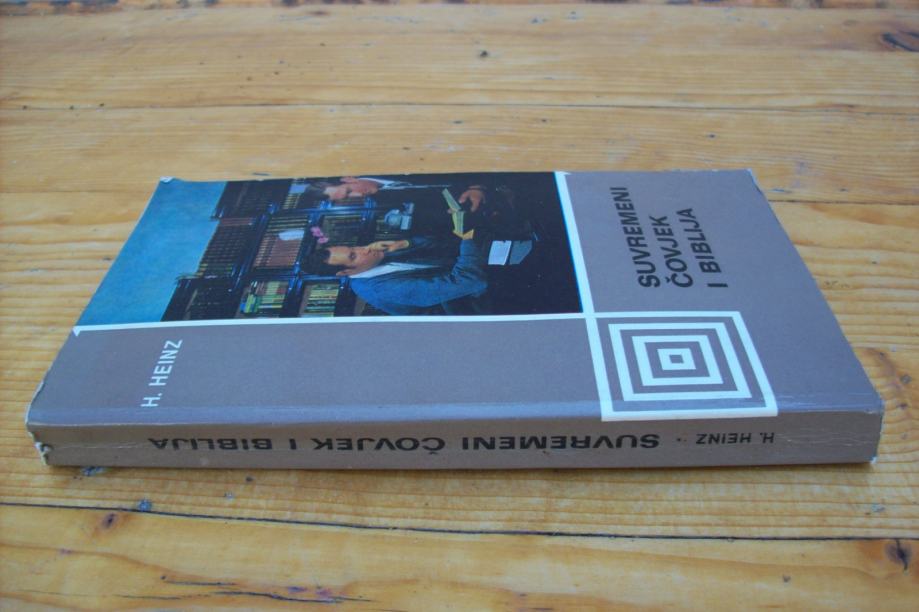 H. HEINZ
SUVREMENI
ČOVJEK
I BIBLIJA
H. HEINZ · SUVREMENI ČOVJEK I BIBLIJA